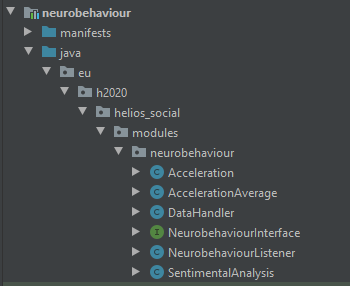 neurobehaviour
manifests
java
eu
h2020
helios_social
modules
neurobehaviour
C Acceleration
C AccelerationAverage
C DataHandler
I NeurobehaviourInterface
C NeurobehaviourListener
C SentimentalAnalysis